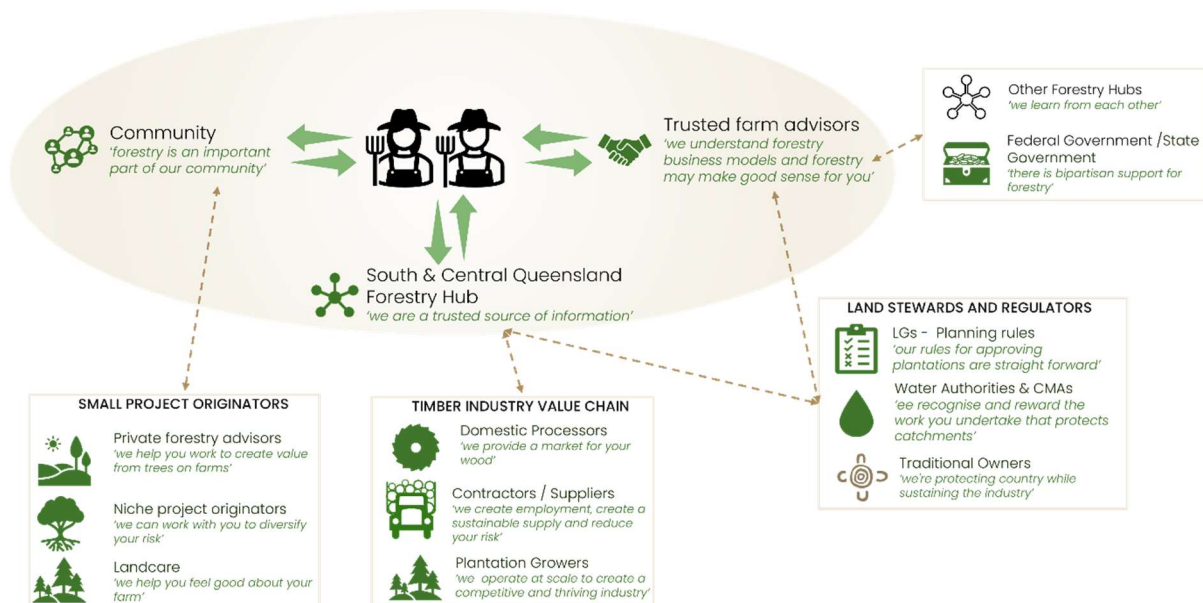 Community
'forestry is an important
part of our community'
Trusted farm advisors
'we understand forestry
business models and forestry
may make good sense for you'
South & Central Queensland
Forestry Hub
'we are a trusted source of information'
Other Forestry Hubs
'we learn from each other'
Federal Government /State
Government
'there is bipartisan support for
forestry'
LAND STEWARDS AND REGULATORS
LGs - Planning rules
'our rules for approving
plantations are straight forward'
Water Authorities & CMAs
'ee recognise and reward the
work you undertake that protects
catchments'
Traditional Owners
'we're protecting country while
sustaining the industry'
SMALL PROJECT ORIGINATORS
Private forestry advisors
'we help you work to create value
from trees on farms'
Niche project originators
'we can work with you to diversify
your risk'
Landcare
'we help you feel good about your
farm'
TIMBER INDUSTRY VALUE CHAIN
Domestic Processors
'we provide a market for your
wood'
Contractors / Suppliers
'we create employment, create a
sustainable supply and reduce
your risk'
Plantation Growers
'we operate at scale to create a
competitive and thriving industry'